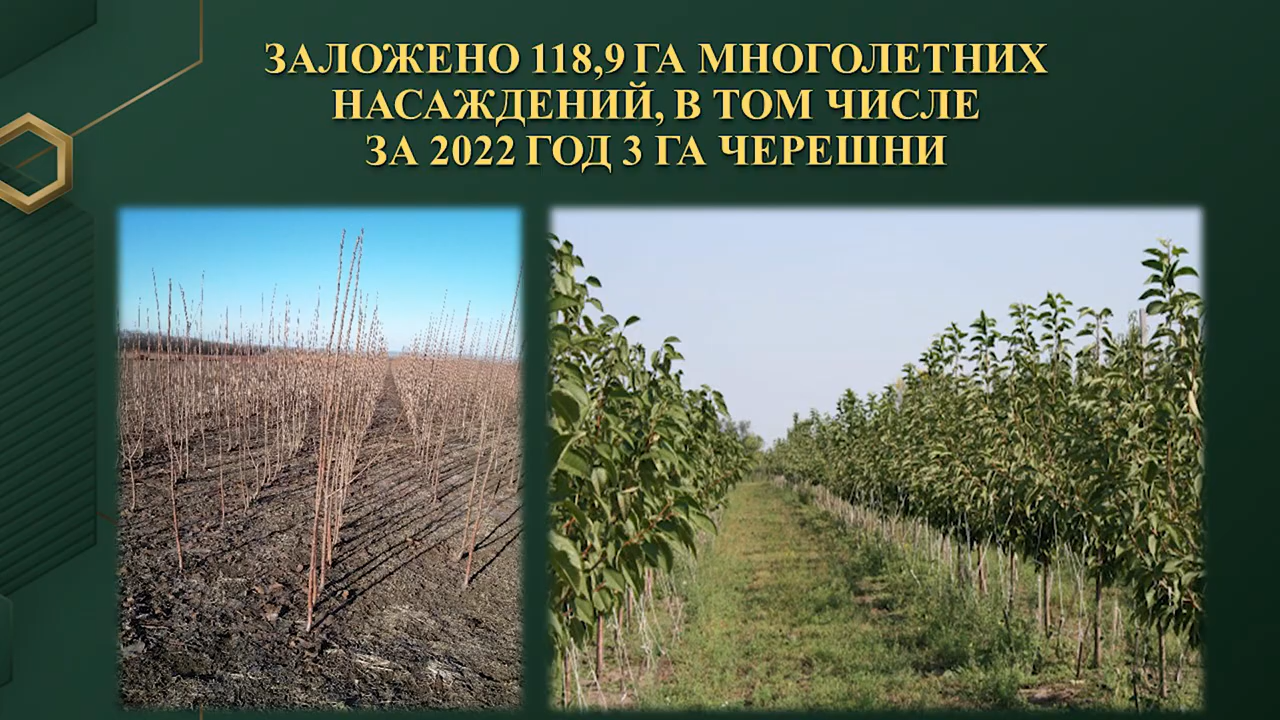 ЗАЛОЖЕНО 118,9 ГА МНОГОЛЕТНИХ
НАСАЖДЕНИЙ, В ТОМ ЧИСЛЕ
ЗА 2022 ГОД 3 ГА ЧЕРЕШНИ